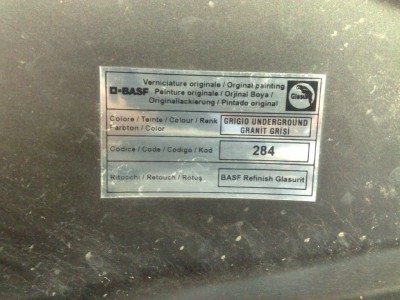 BASF
Verniciature originale / Orginal painting
Peinture originale / Orjinal Boya /
Originallackierung / Pintado original
Glasurit
Colore / Teinte / Colour / Renk
Farbton / Color
GRIGIO UNDERGROUND
GRANIT GRISI
Codice / Code / Codigo / Kod
284
Ritocchi / Retouch / Rotuş
BASF Refinish Glasurit